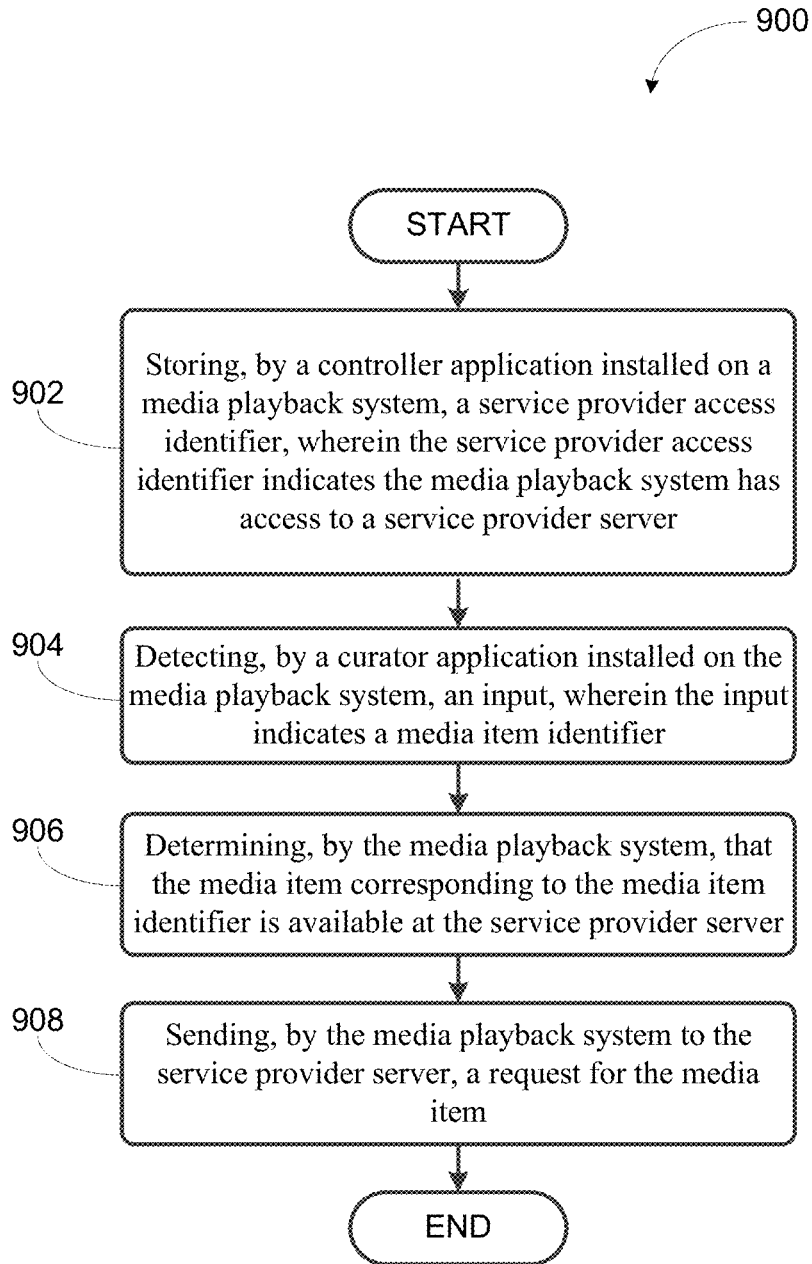 900
START
902
Storing, by a controller application installed on a
media playback system, a service provider access
identifier, wherein the service provider access
identifier indicates the media playback system has
access to a service provider server
904
Detecting, by a curator application installed on the
media playback system, an input, wherein the input
indicates a media item identifier
906
Determining, by the media playback system, that
the media item corresponding to the media item
identifier is available at the service provider server
908
Sending, by the media playback system to the
service provider server, a request for the media
item
END